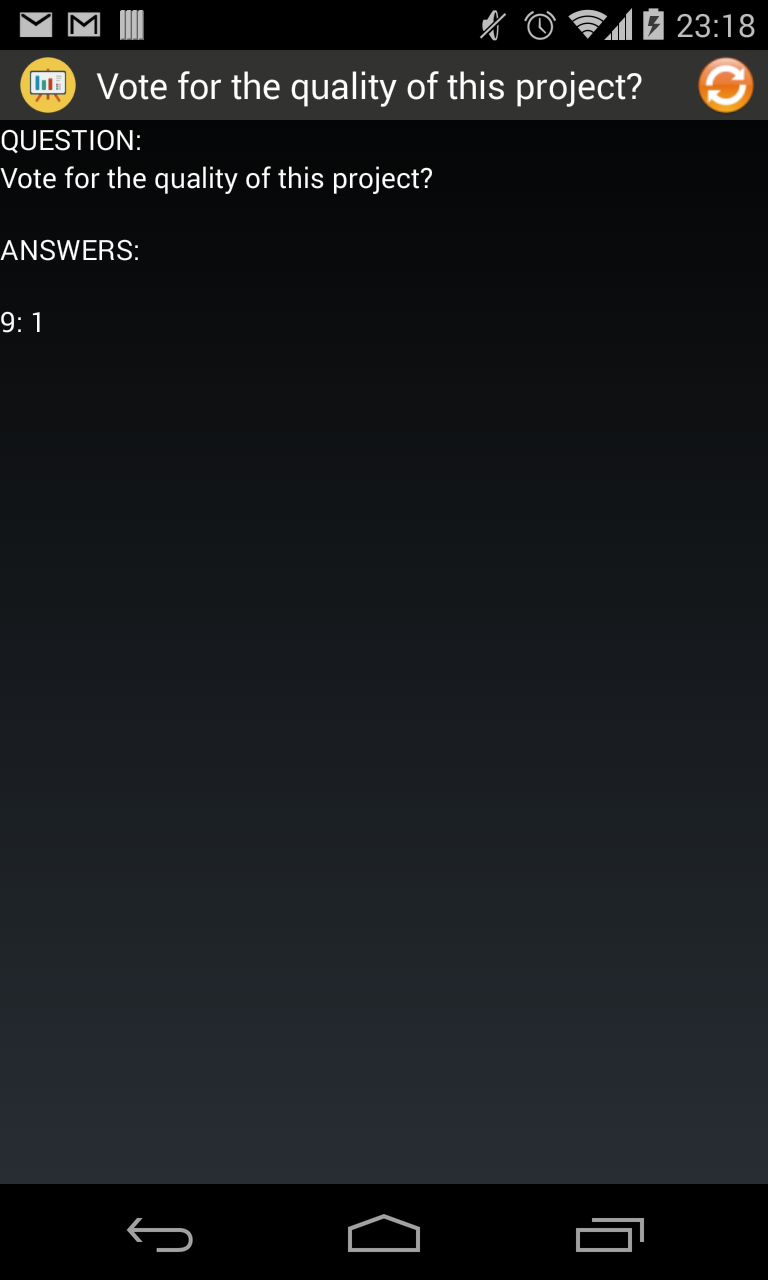 23:18
Vote for the quality of this project?
QUESTION:
Vote for the quality of this project?
ANSWERS:
9: 1